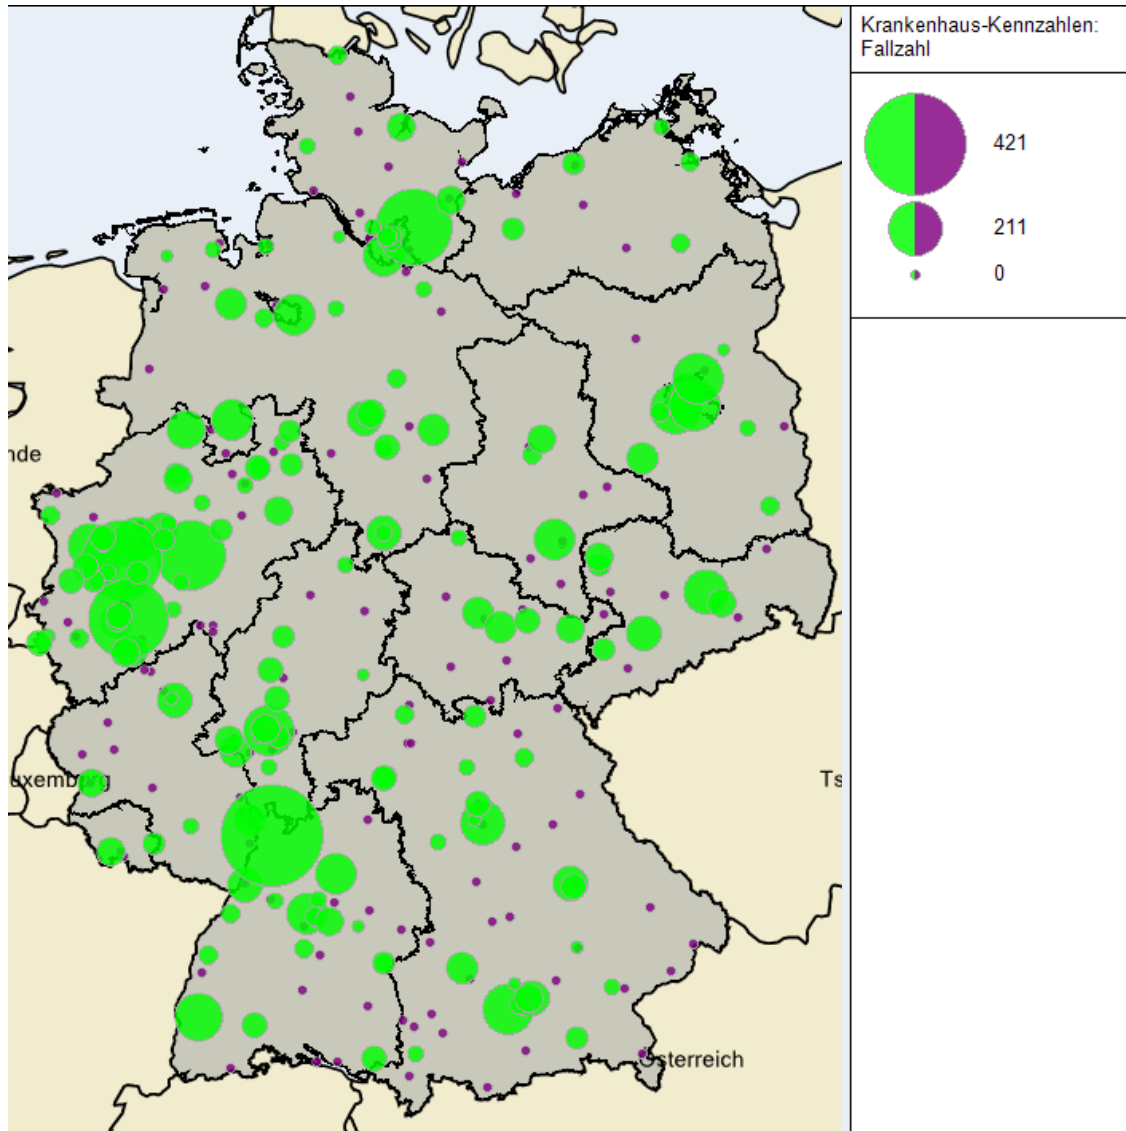 Krankenhaus-Kennzahlen:
Fallzahl
421
211
0
nde
uxemburg
Ts
Österreich